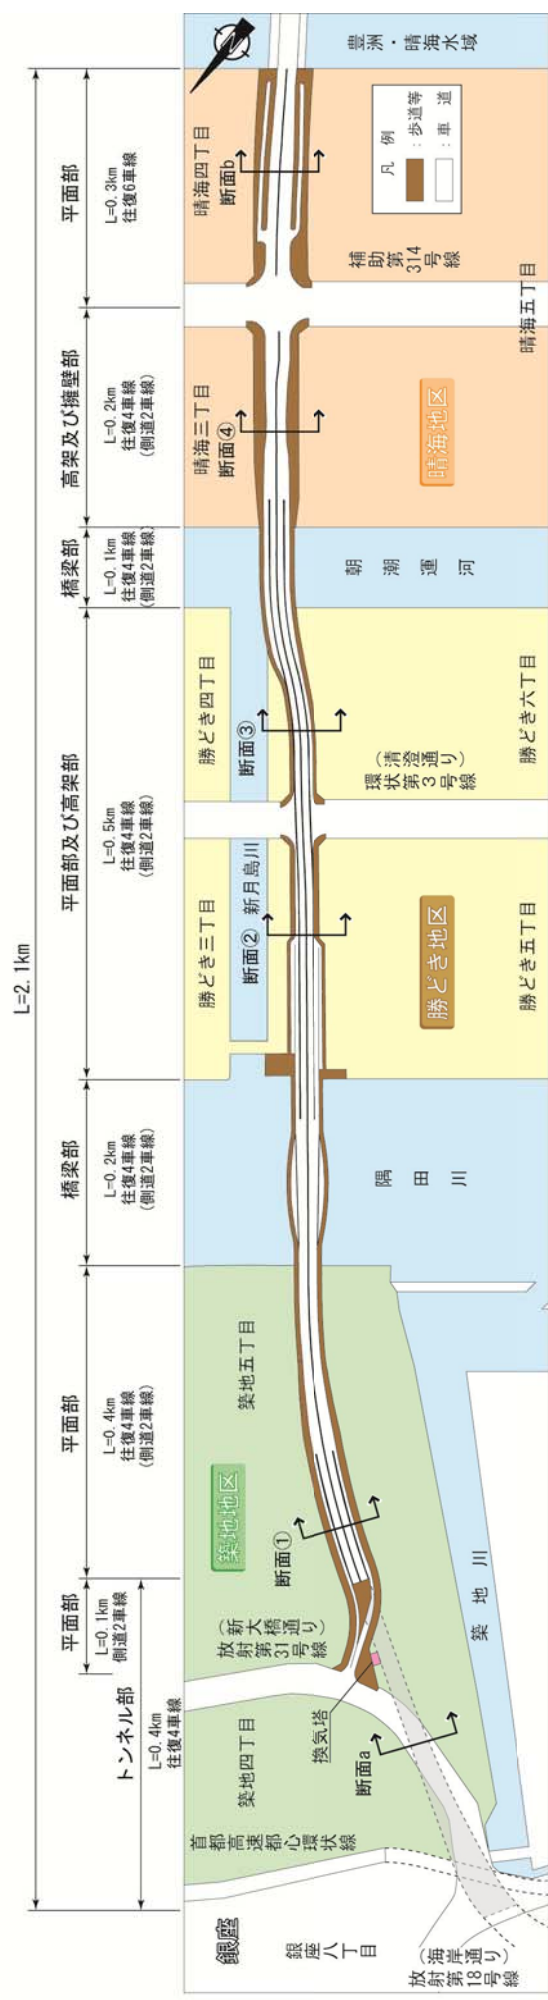 L=2.1km
トンネル部
L=0.4km
往復4車線
平面部
L=0.1km
側道2車線
平面部
L=0.4km
往復4車線
(側道2車線)
橋梁部
L=0.2km
往復4車線
(側道2車線)
平面部及び高架部
L=0.5km
往復4車線
(側道2車線)
橋梁部
L=0.1km
往復4車線
(側道2車線)
高架及び擁壁部
L=0.2km
往復4車線
(側道2車線)
平面部
L=0.3km
往復6車線
銀座
銀座八丁目
首都高速都心環状線
築地四丁目
放射第31号線
(新大橋通り)
築地地区
築地五丁目
換気塔
断面a
断面①
放射第18号線
(海岸通り)
築地川
隅田川
勝どき三丁目
新月島川
断面②
勝どき地区
勝どき五丁目
勝どき四丁目
断面③
環状第3号線
(清澄通り)
勝どき六丁目
朝潮運河
晴海三丁目
断面④
晴海地区
晴海五丁目
補助第314号線
晴海四丁目
断面b
凡例
:歩道等
:車道
豊洲・晴海水域
N